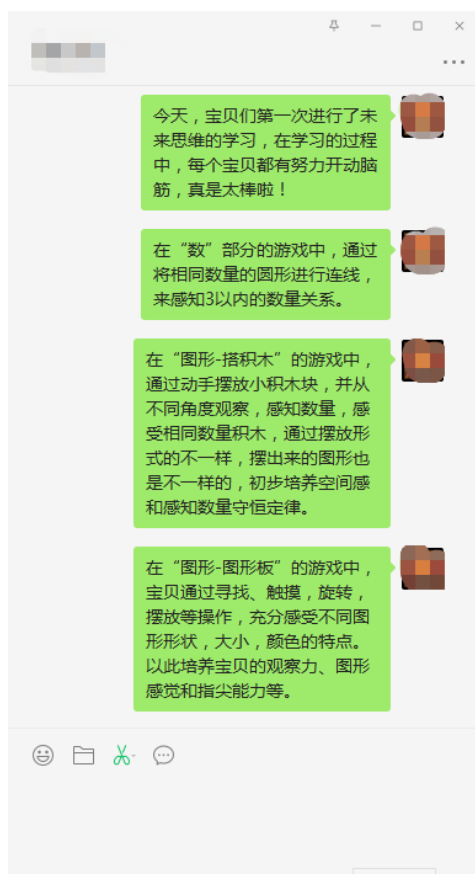 今天，宝贝们第一次进行了未
来思维的学习，在学习的过程
中，每个宝贝都有努力开动脑
筋，真是太棒啦！
在“数”部分的游戏中，通过
将相同数量的圆形进行连线，
来感知3以内的数量关系。
在“图形-搭积木”的游戏中，
通过动手摆放小积木块，并从
不同角度观察，感知数量，感
受相同数量积木，通过摆放形
式的不一样，摆出来的图形也
是不一样的，初步培养空间感
和感知数量守恒定律。
在“图形-图形板”的游戏中，
宝贝通过寻找、触摸，旋转，
摆放等操作，充分感受不同图
形形状，大小，颜色的特点。
以此培养宝贝的观察力、图形
感觉和指尖能力等。